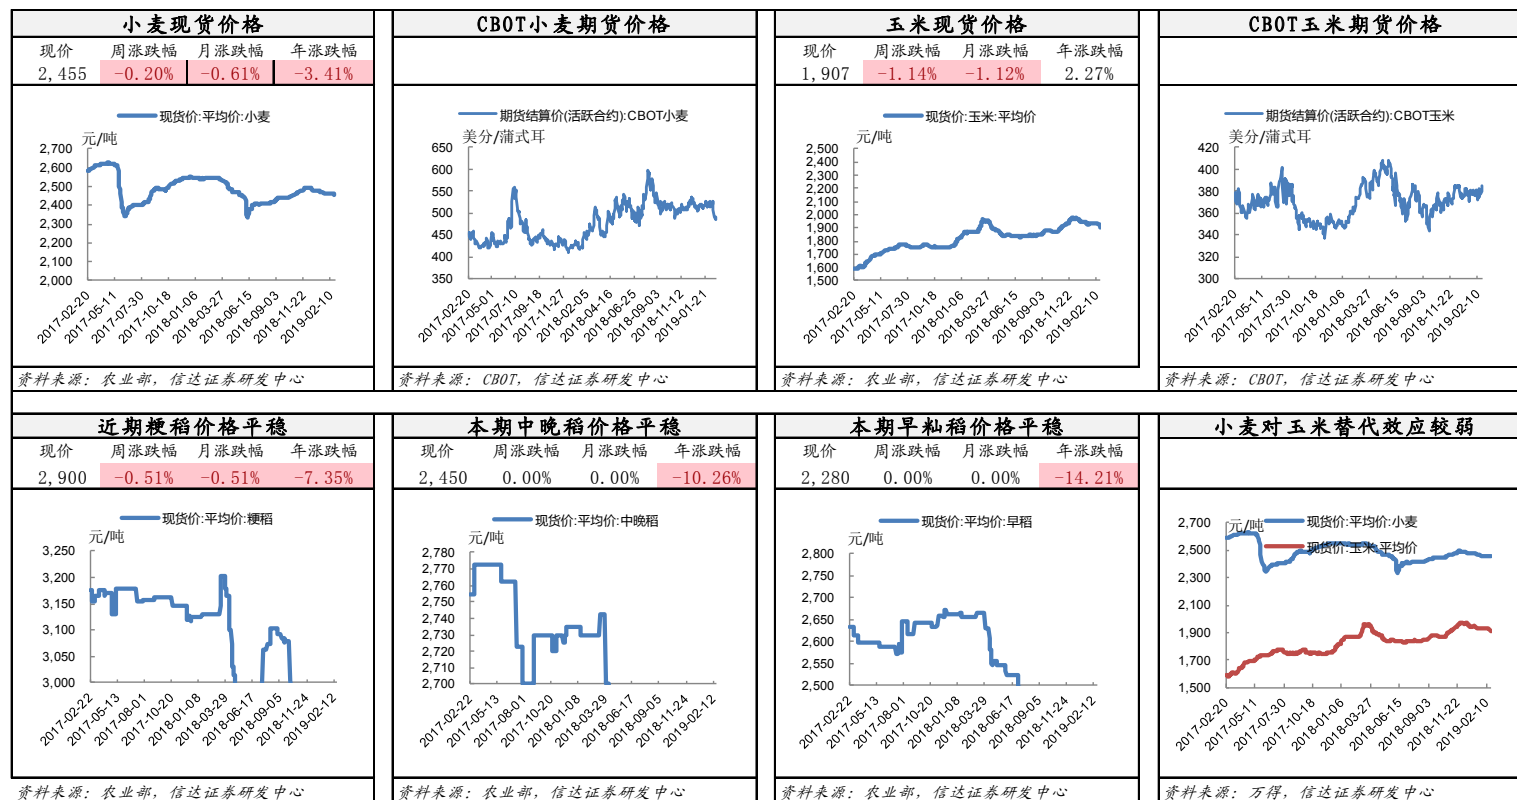 小麦现货价格
现价 周涨跌幅 月涨跌幅 年涨跌幅
2,455 -0.20% -0.61% -3.41%
现货价:平均价:小麦
元/吨
2,700
2,600
2,500
2,400
2,300
2,200
2,100
2,000
2017-02-20 2017-05-11 2017-07-30 2017-10-18 2018-01-06 2018-03-27 2018-06-15 2018-09-03 2018-11-22 2019-02-10
资料来源: 农业部, 信达证券研发中心
CBOT小麦期货价格
期货结算价(活跃合约):CBOT小麦
美分/蒲式耳
650
600
550
500
450
400
350
2017-02-20 2017-05-01 2017-07-10 2017-09-18 2017-11-27 2018-02-05 2018-04-16 2018-06-25 2018-09-03 2018-11-12 2019-01-21
资料来源: CBOT, 信达证券研发中心
玉米现货价格
现价 周涨跌幅 月涨跌幅 年涨跌幅
1,907 -1.14% -1.12% 2.27%
现货价:玉米:平均价
元/吨
2,500
2,400
2,300
2,200
2,100
2,000
1,900
1,800
1,700
1,600
1,500
2017-02-20 2017-05-11 2017-07-30 2017-10-18 2018-01-06 2018-03-27 2018-06-15 2018-09-03 2018-11-22 2019-02-10
资料来源: 农业部, 信达证券研发中心
CBOT玉米期货价格
期货结算价(活跃合约):CBOT玉米
美分/蒲式耳
420
400
380
360
340
320
300
2017-02-20 2017-05-11 2017-07-30 2017-10-18 2018-01-06 2018-03-27 2018-06-15 2018-09-03 2018-11-22 2019-02-10
资料来源: CBOT, 信达证券研发中心
近期粳稻价格平稳
现价 周涨跌幅 月涨跌幅 年涨跌幅
2,900 -0.51% -0.51% -7.35%
现货价:平均价:粳稻
元/吨
3,250
3,200
3,150
3,100
3,050
3,000
2017-02-22 2017-05-13 2017-08-01 2017-10-20 2018-01-08 2018-03-29 2018-06-17 2018-09-05 2018-11-24 2019-02-12
资料来源: 农业部, 信达证券研发中心
本期中晚稻价格平稳
现价 周涨跌幅 月涨跌幅 年涨跌幅
2,450 0.00% 0.00% -10.26%
现货价:平均价:中晚稻
元/吨
2,780
2,770
2,760
2,750
2,740
2,730
2,720
2,710
2,700
2017-02-22 2017-05-13 2017-08-01 2017-10-20 2018-01-08 2018-03-29 2018-06-17 2018-09-05 2018-11-24 2019-02-12
资料来源: 农业部, 信达证券研发中心
本期早籼稻价格平稳
现价 周涨跌幅 月涨跌幅 年涨跌幅
2,280 0.00% 0.00% -14.21%
现货价:平均价:早稻
元/吨
2,800
2,750
2,700
2,650
2,600
2,550
2,500
2017-02-22 2017-05-13 2017-08-01 2017-10-20 2018-01-08 2018-03-29 2018-06-17 2018-09-05 2018-11-24 2019-02-12
资料来源: 农业部, 信达证券研发中心
小麦对玉米替代效应较弱
元/吨
现货价:平均价:小麦
现货价:玉米:平均价
2,700
2,500
2,300
2,100
1,900
1,700
1,500
2017-02-20 2017-05-11 2017-07-30 2017-10-18 2018-01-06 2018-03-27 2018-06-15 2018-09-03 2018-11-22 2019-02-10
资料来源: 万得, 信达证券研发中心